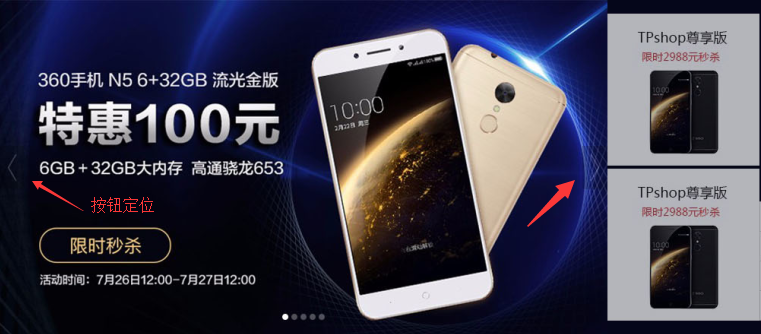 360手机 N5 6+32GB 流光金版
特惠100元
6GB+32GB大内存 高通骁龙653
按钮定位
限时秒杀
活动时间：7月26日12:00-7月27日12:00
10:00
TPshop尊享版
限时2988元秒杀
TPshop尊享版
限时2988元秒杀